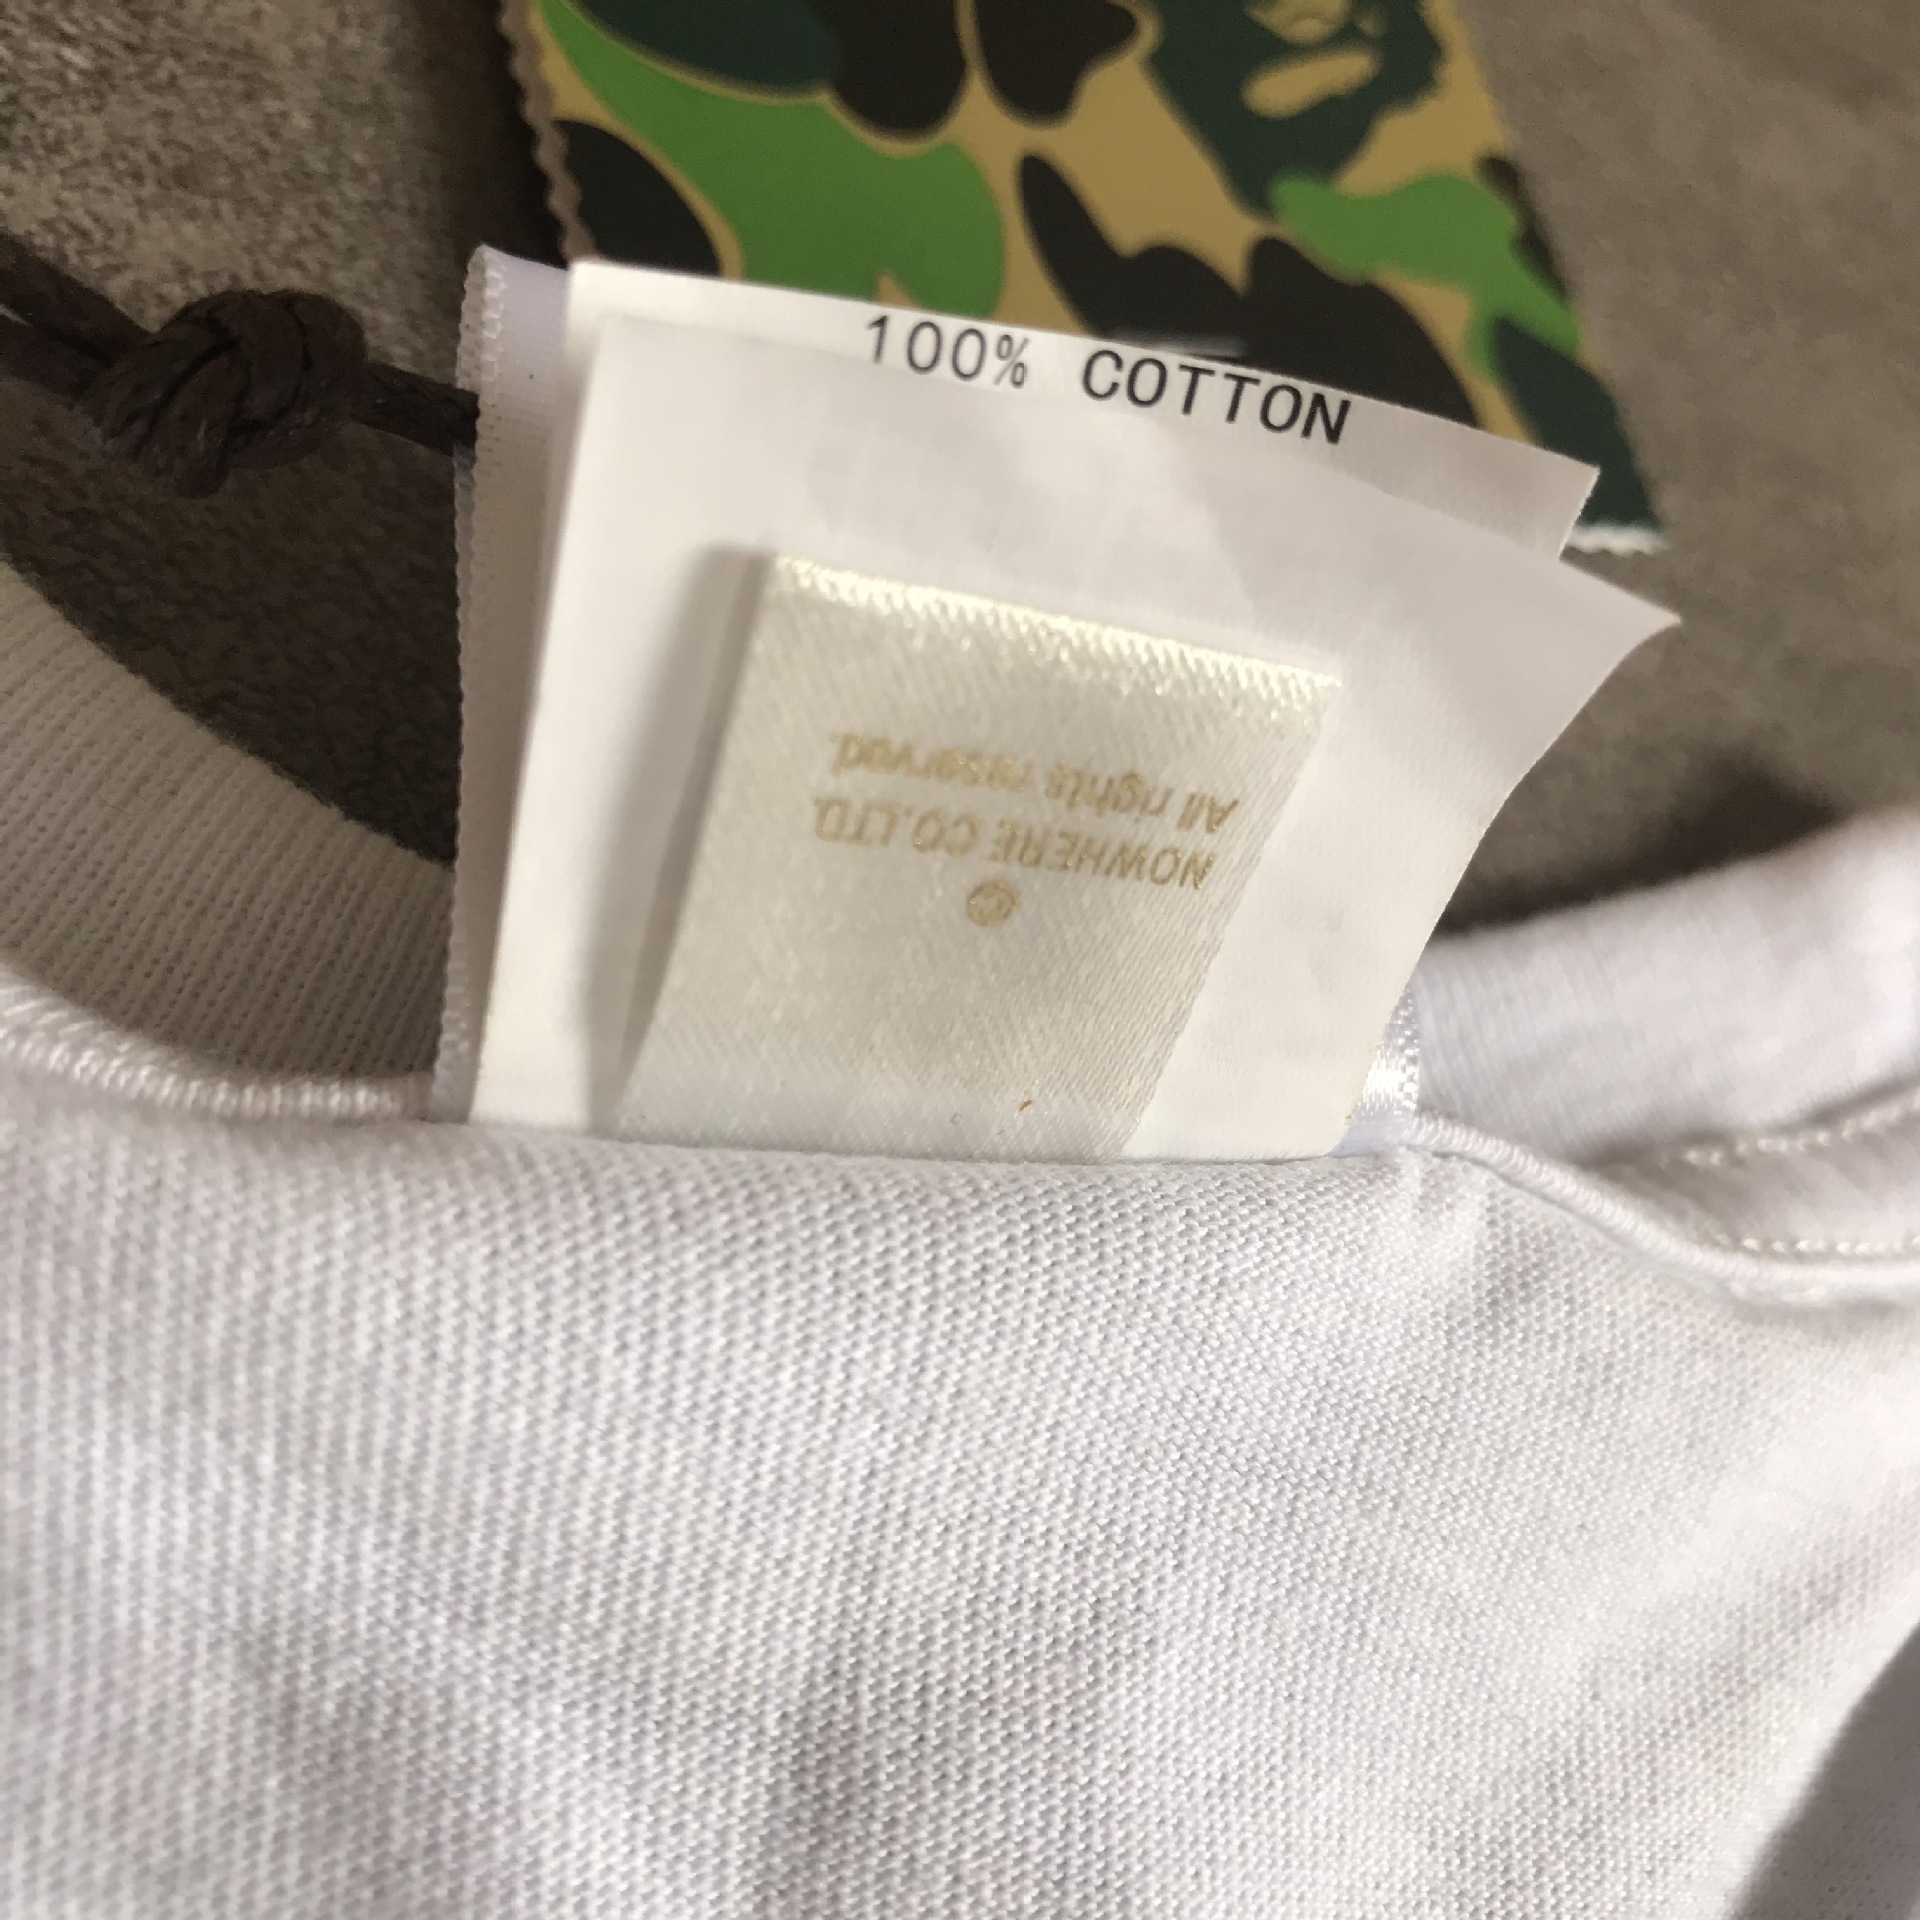 100% COTTON
©
NOWHERE CO.LTD.
All rights reserved.